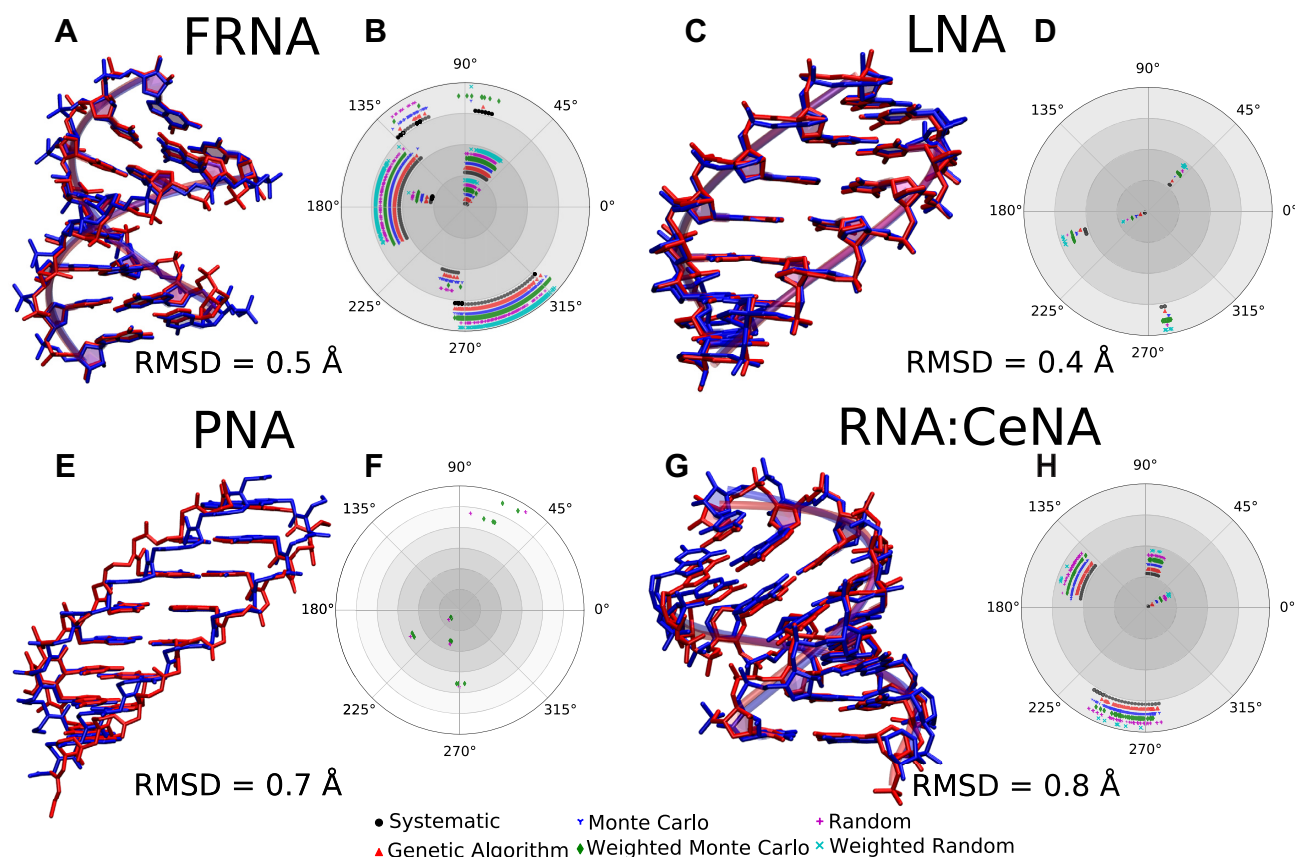 A FRNA B C LNA D
90°
135° 45°
180° 0°
225° 315°
270°
90°
135° 45°
180° 0°
225° 315°
270°
RMSD = 0.5 Å RMSD = 0.4 Å
PNA RNA:CeNA
E F G H
90°
135° 45°
180° 0°
225° 315°
270°
90°
135° 45°
180° 0°
225° 315°
270°
RMSD = 0.7 Å RMSD = 0.8 Å
Systematic Monte Carlo Random
Genetic Algorithm Weighted Monte Carlo Weighted Random